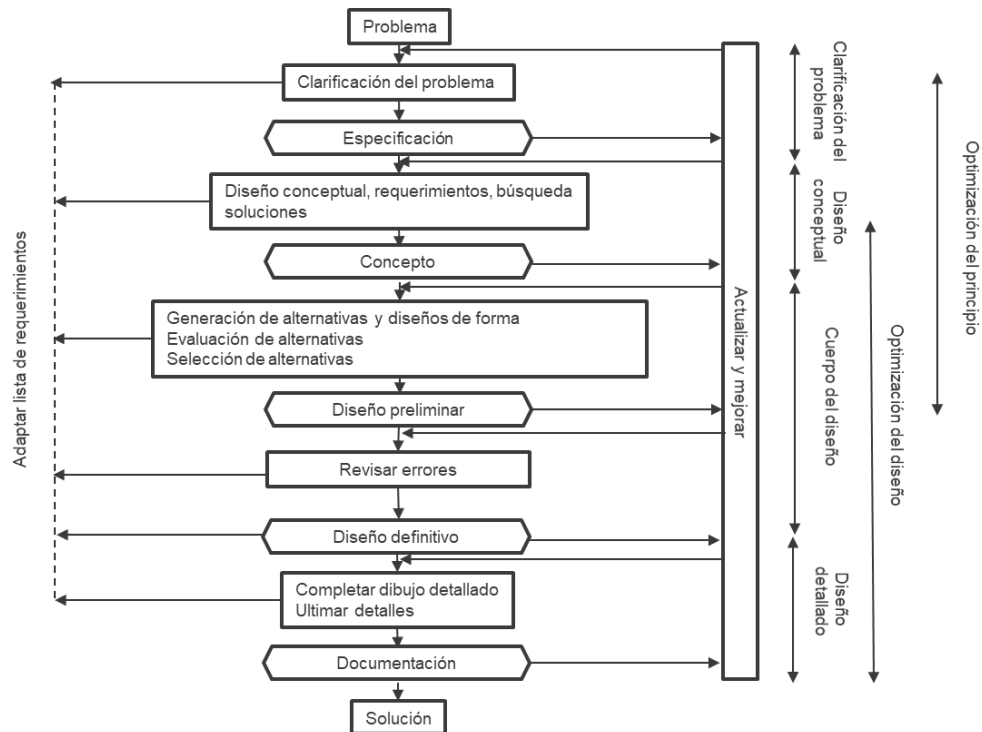 Problema
Clarificación del problema
Especificación
Diseño conceptual, requerimientos, búsqueda
soluciones
Concepto
Generación de alternativas y diseños de forma
Evaluación de alternativas
Selección de alternativas
Diseño preliminar
Revisar errores
Diseño definitivo
Completar dibujo detallado
Ultimar detalles
Documentación
Solución
Adaptar lista de requerimientos
Actualizar y mejorar
Clarificación del
problema
Diseño
conceptual
Cuerpo del diseño
Diseño
detallado
Optimización del diseño
Optimización del principio